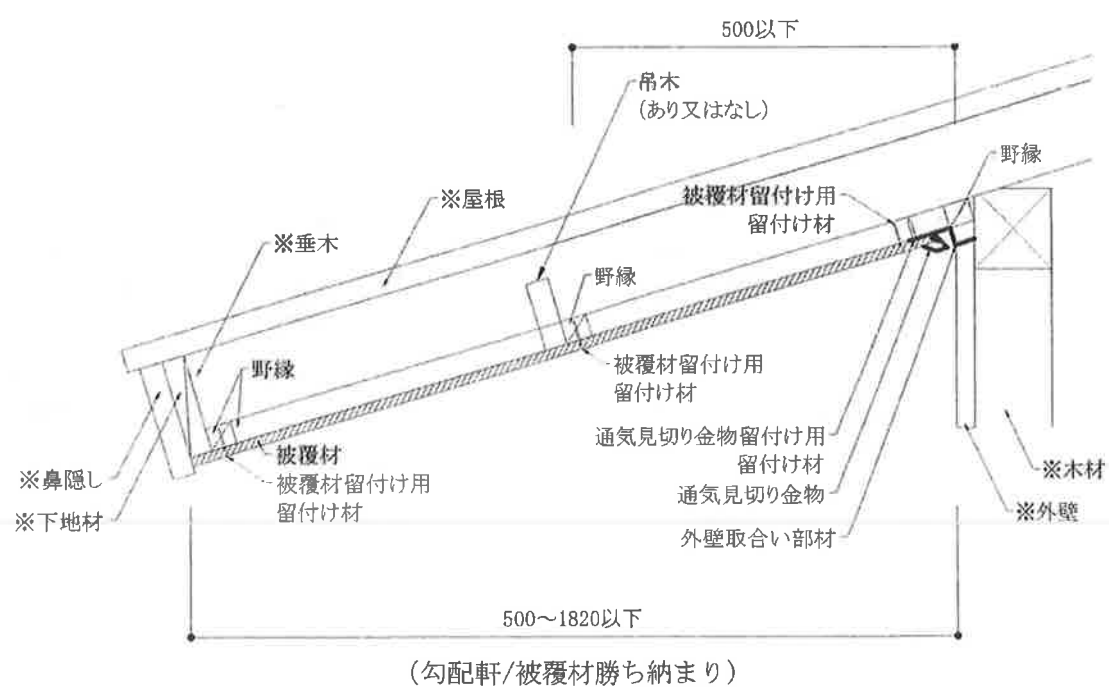 500以下
吊木
(あり又はなし)
野縁
被覆材留付け用
留付け材
※屋根
※垂木
野縁
野縁
被覆材留付け用
留付け材
被覆材
被覆材留付け用
留付け材
通気見切り金物留付け用
留付け材
通気見切り金物
外壁取合い部材
※鼻隠し
※下地材
※木材
※外壁
500～1820以下
(勾配軒/被覆材勝ち納まり)